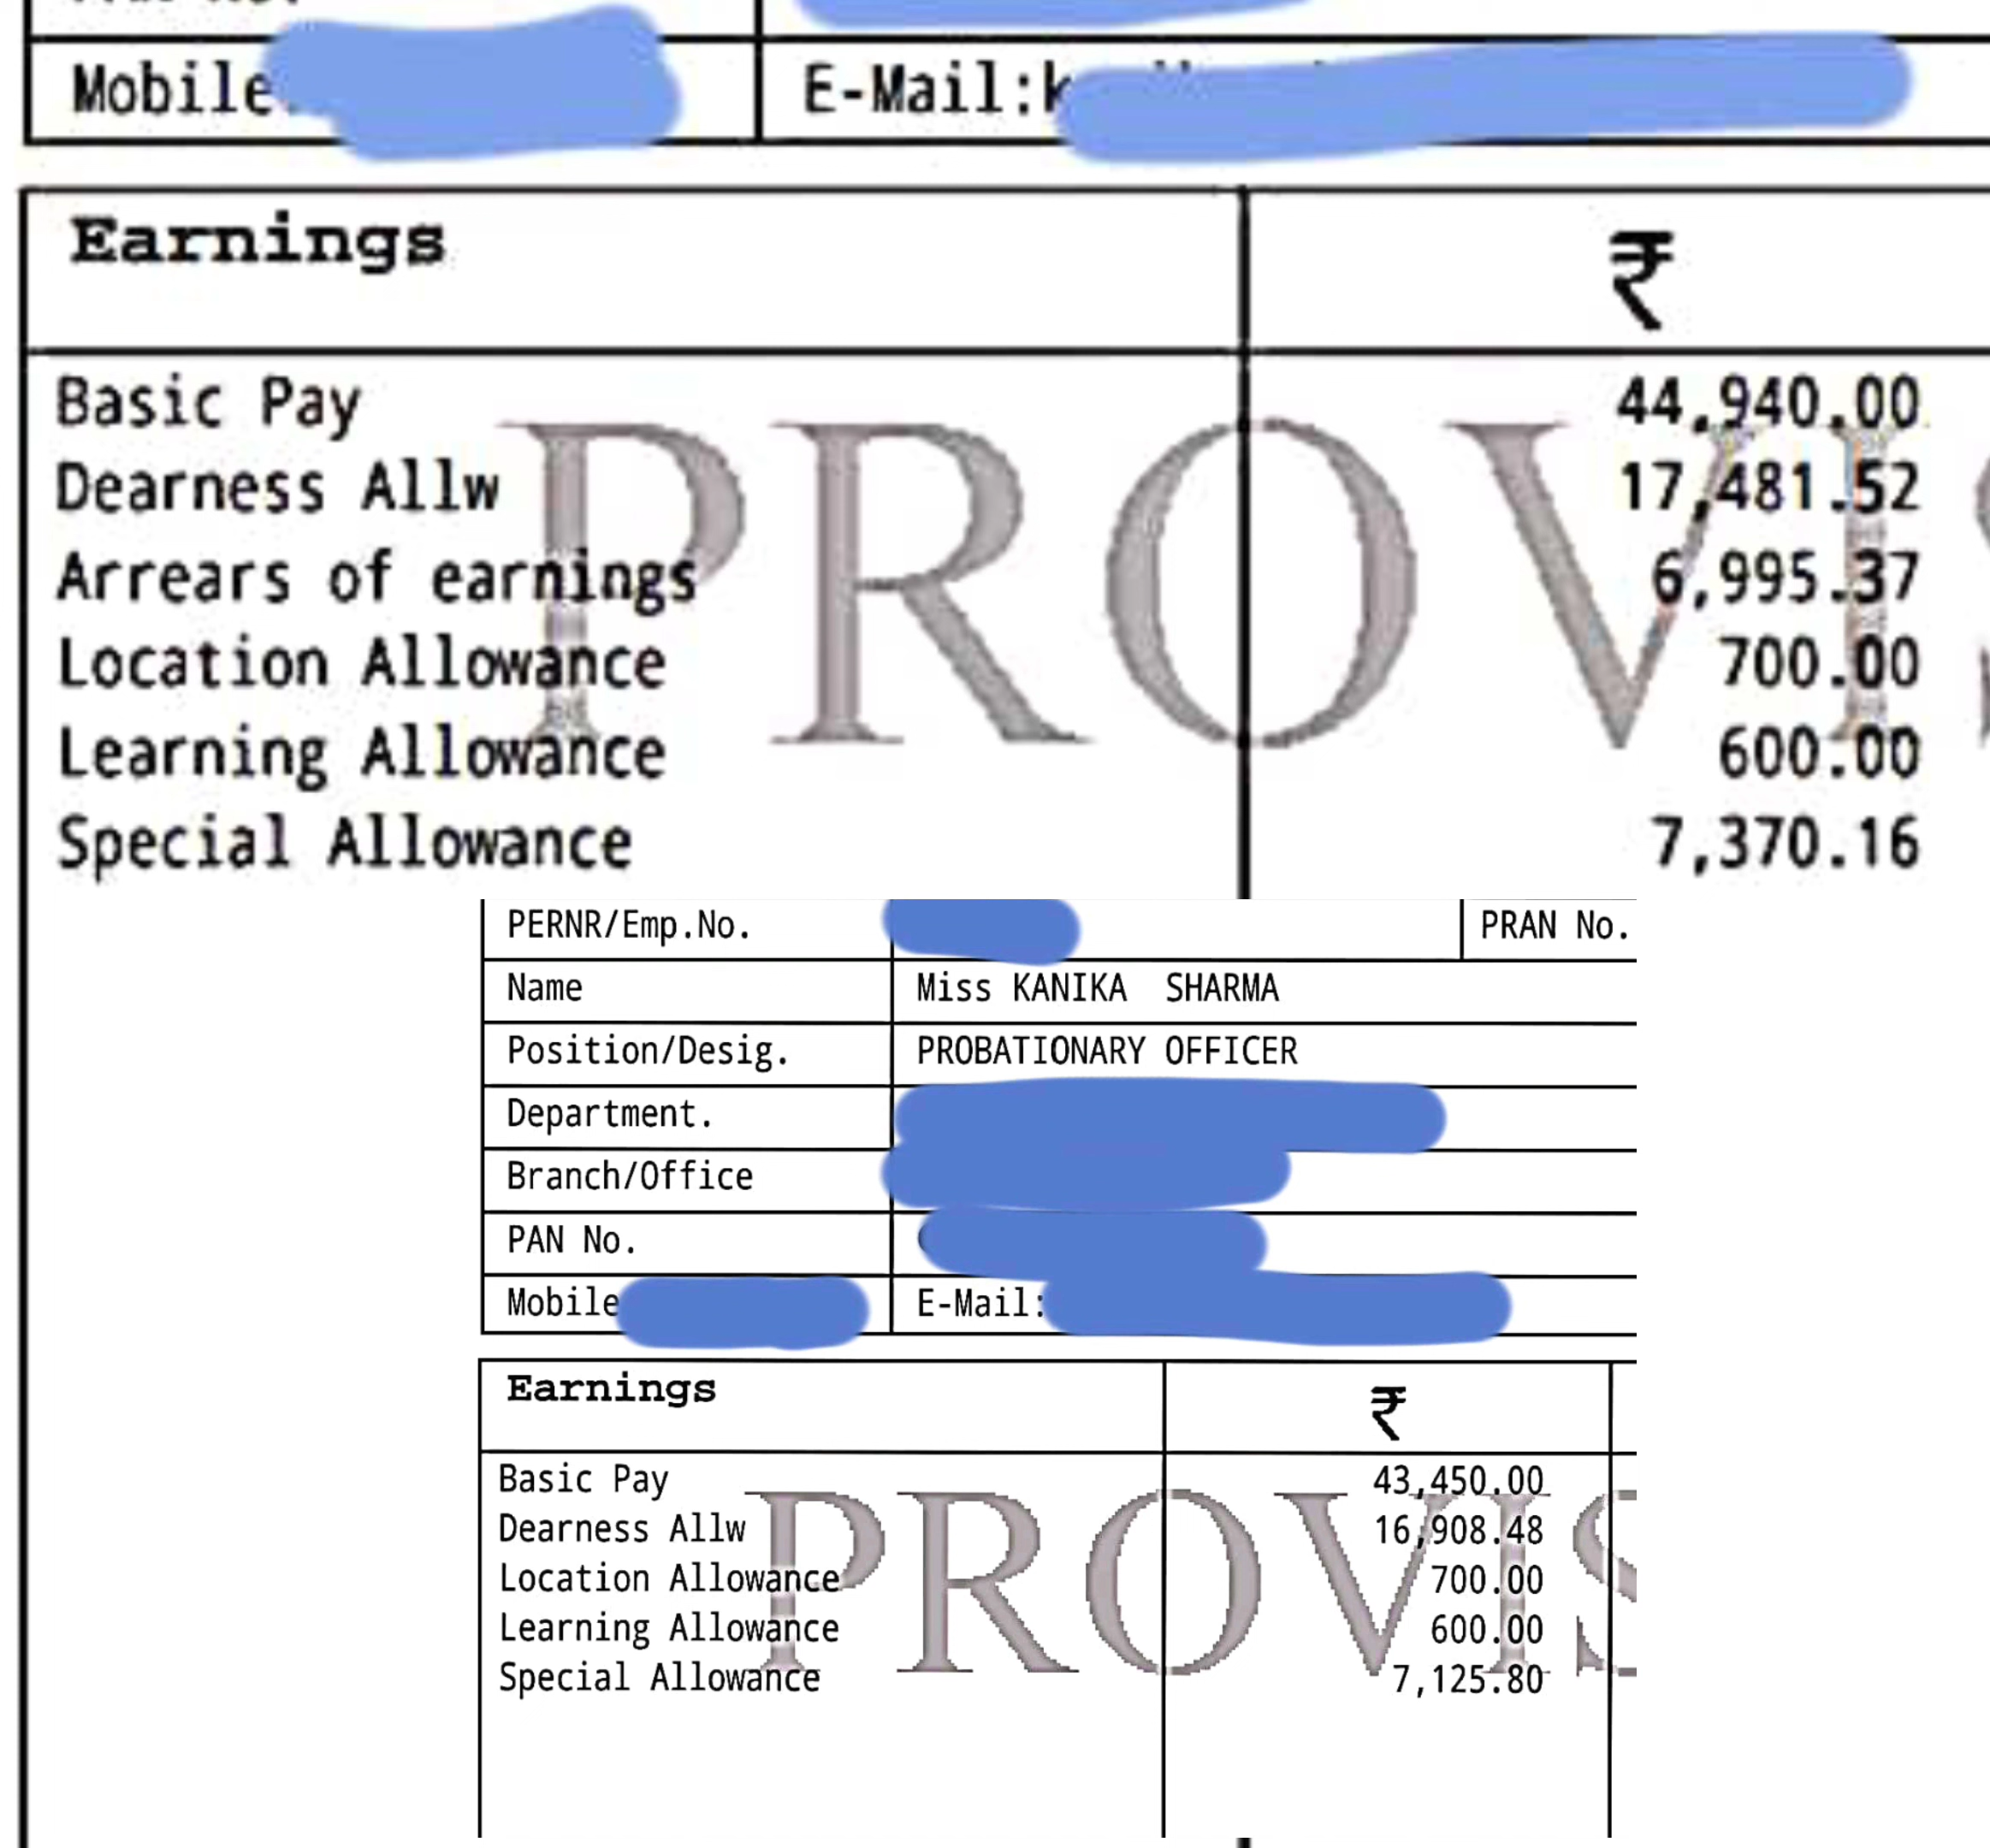 Mobile
E-Mail:k
Earnings ₹
Basic Pay 44,940.00
Dearness Allw 17,481.52
Arrears of earnings 6,995.37
Location Allowance 700.00
Learning Allowance 600.00
Special Allowance 7,370.16
PROVIS
PERNR/Emp.No. PRAN No.
Name Miss KANIKA SHARMA
Position/Desig. PROBATIONARY OFFICER
Department.
Branch/Office
PAN No.
Mobile E-Mail:
Earnings ₹
Basic Pay 43,450.00
Dearness Allw 16,908.48
Location Allowance 700.00
Learning Allowance 600.00
Special Allowance 7,125.80
PROVIS